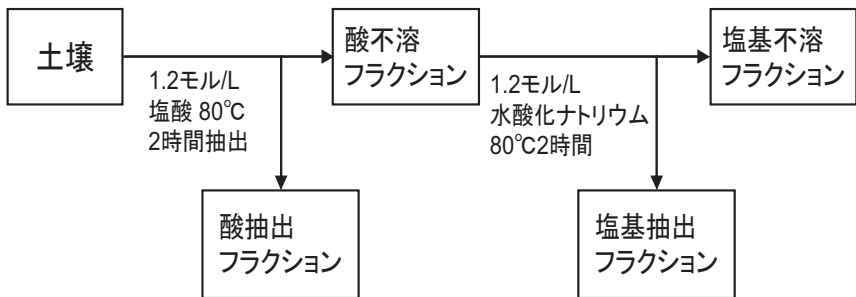 土壌
1.2モル/L
塩酸 80℃
2時間抽出
酸不溶
フラクション
1.2モル/L
水酸化ナトリウム
80℃2時間
塩基不溶
フラクション
酸抽出
フラクション
塩基抽出
フラクション